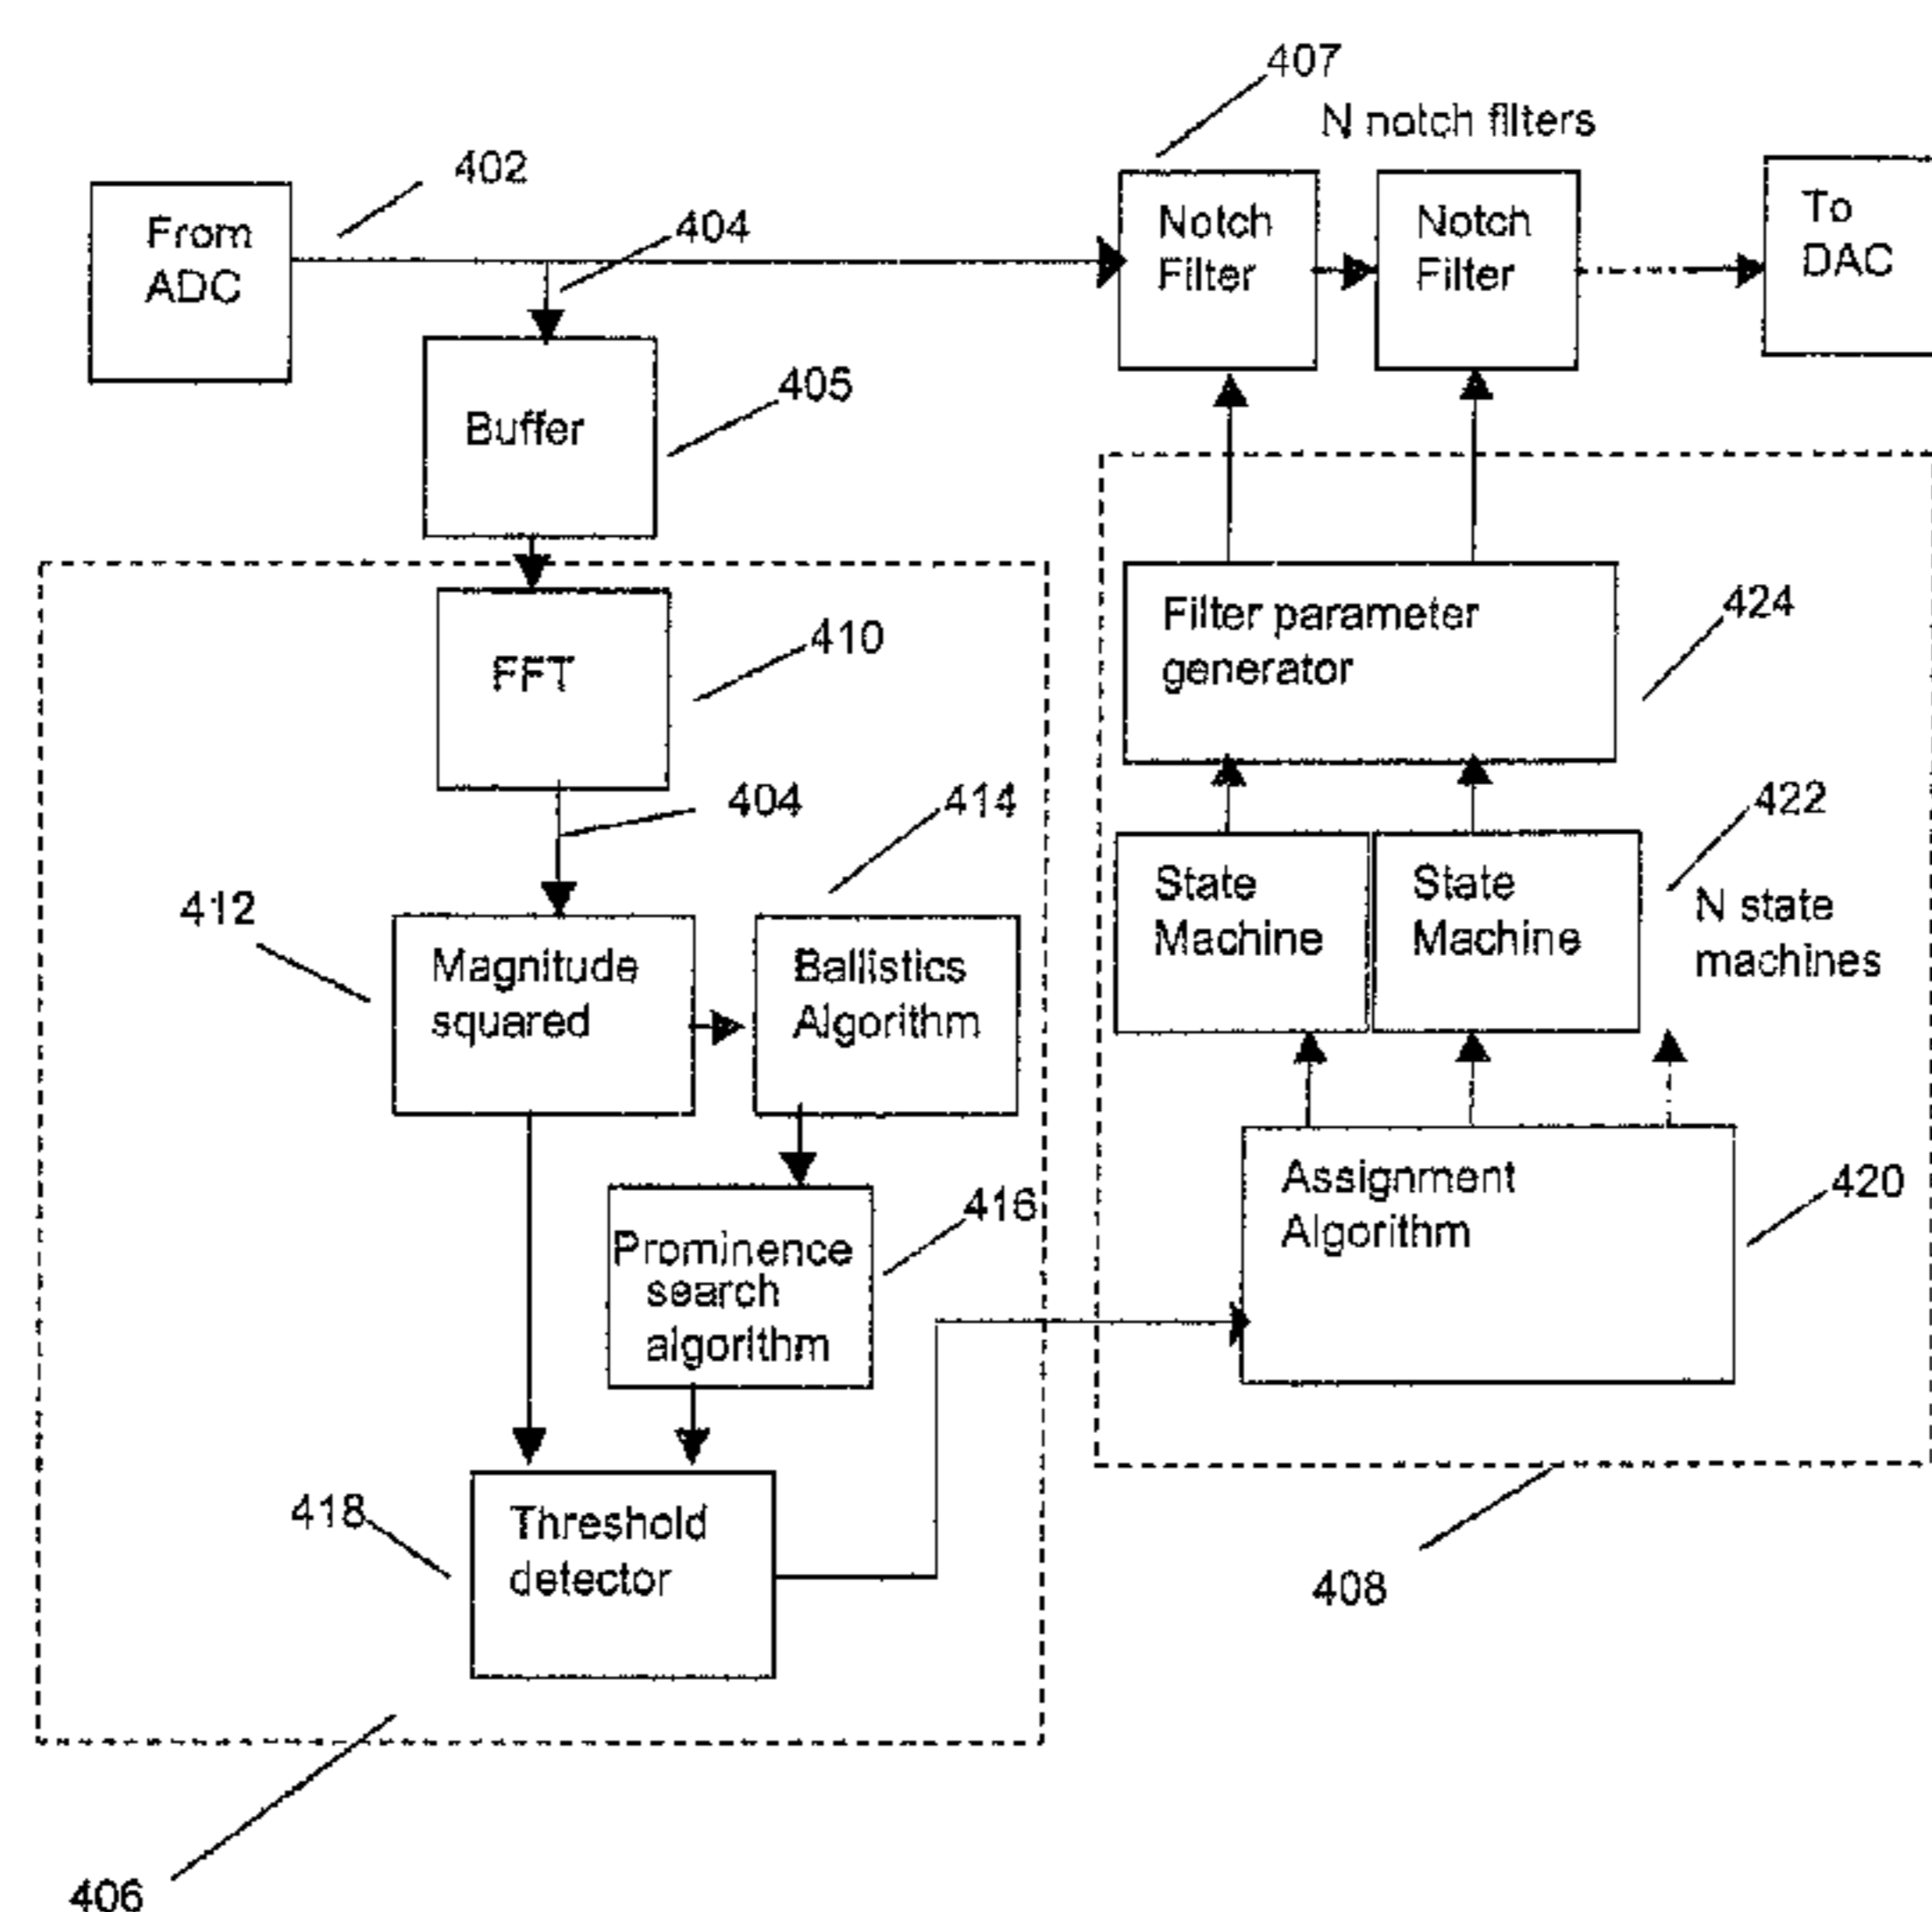 407
N notch filters
402
From
ADC
404
Notch
Filter
Notch
Filter
To
DAC
Buffer
405
FFT
410
Filter parameter
generator
424
404
414
422
412
Magnitude
squared
Ballistics
Algorithm
State
Machine
State
Machine
N state
machines
Prominence
search
algorithm
416
Assignment
Algorithm
420
418
Threshold
detector
408
406